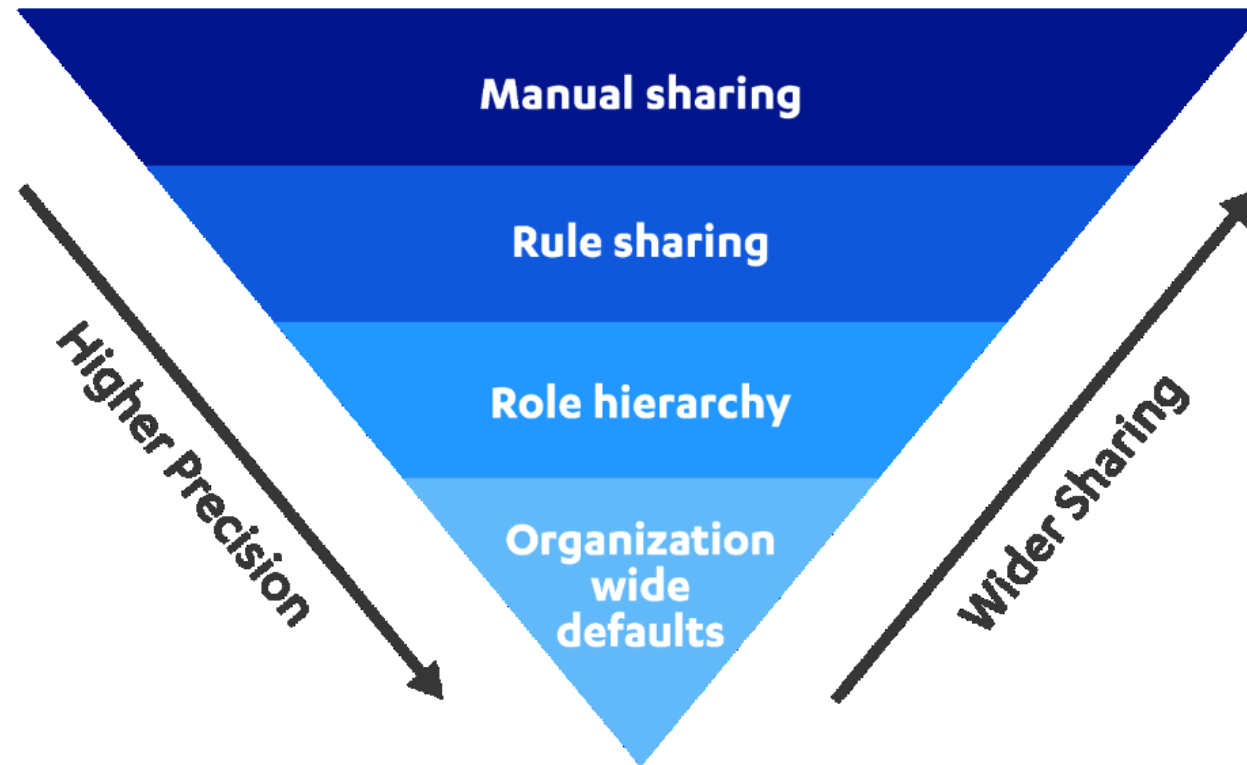 Manual sharing
Rule sharing
Role hierarchy
Organization
wide
defaults
Higher Precision
Wider Sharing